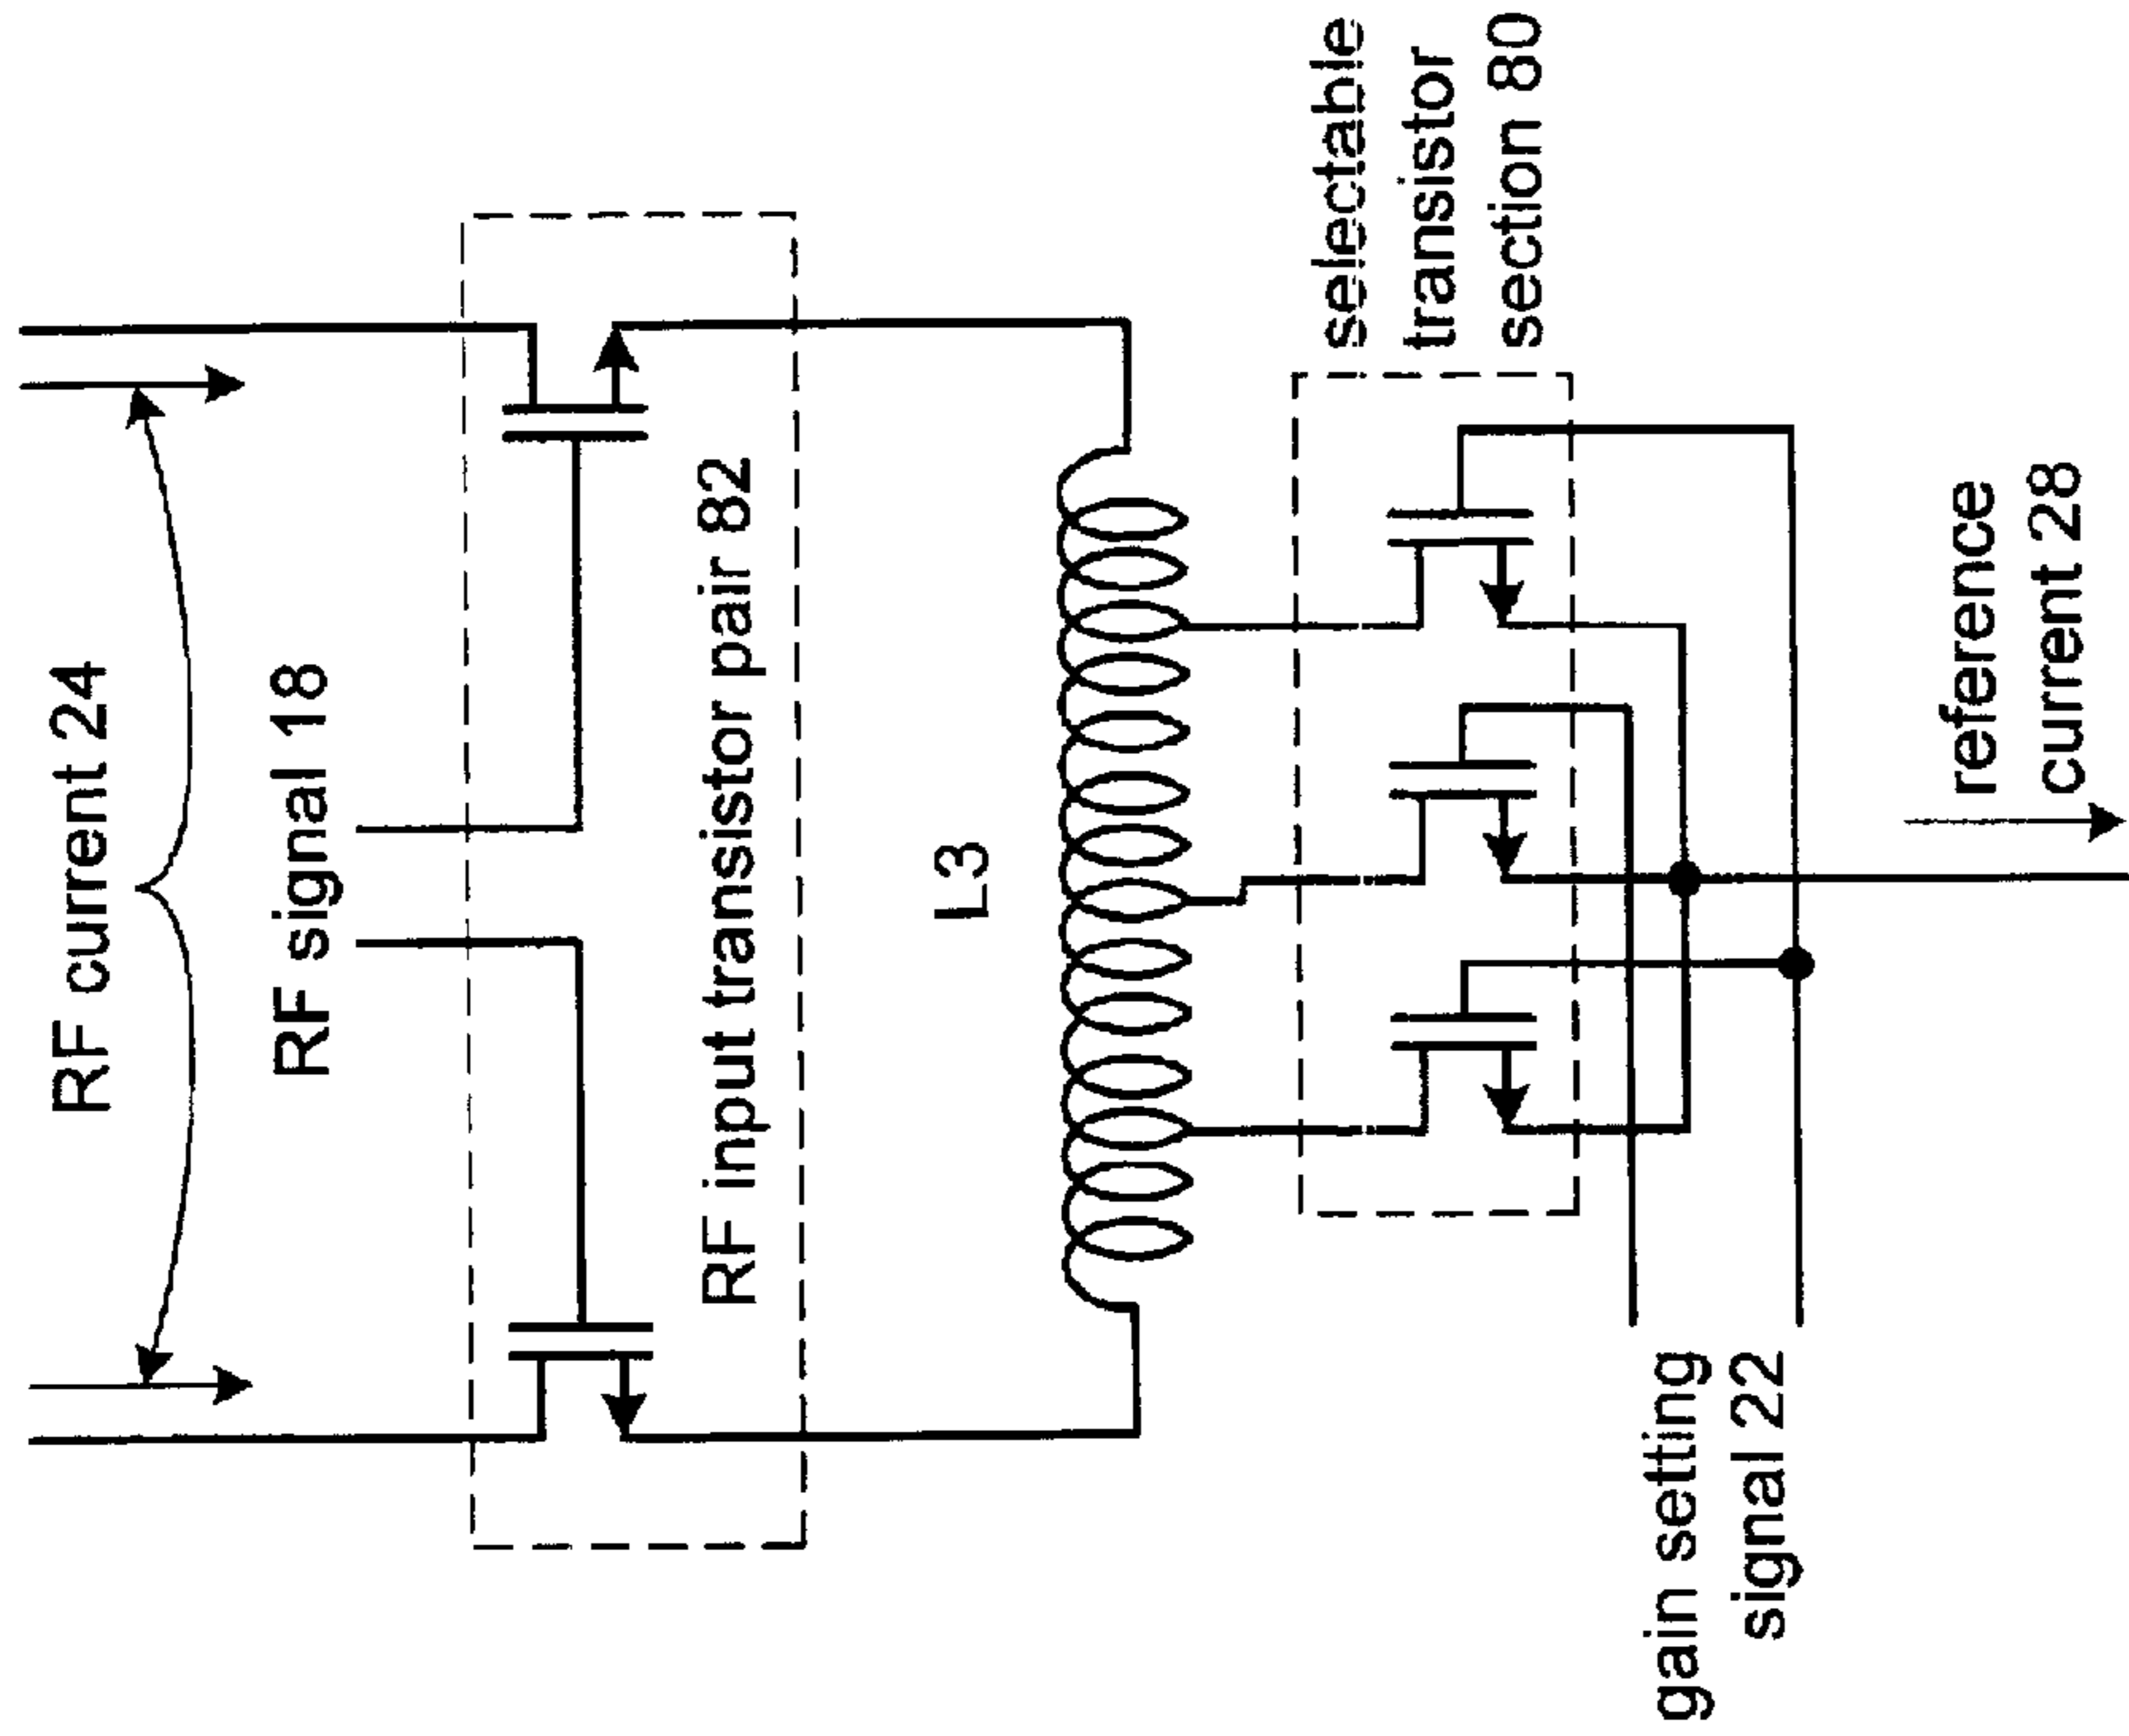 RF current 24
RF signal 18
RF input transistor pair 82
L3
selectable
transistor
section 80
gain setting
signal 22
reference
current 28